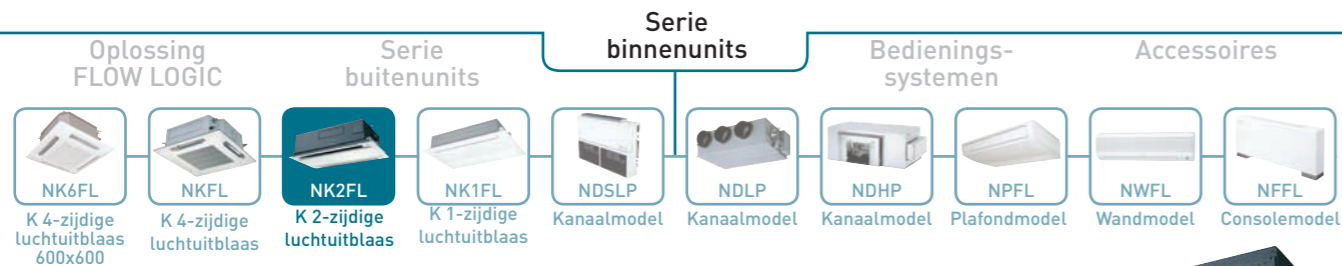 Oplossing
FLOW LOGIC
Serie
buitenunits
Serie
binnenunits
Bedienings-
systemen
Accessoires
NK6FL
K 4-zijdige
luchtuitblaas
600x600
NKFL
K 4-zijdige
luchtuitblaas
NK2FL
K 2-zijdige
luchtuitblaas
NK1FL
K 1-zijdige
luchtuitblaas
NDSLP
Kanaalmodel
NDLP
Kanaalmodel
NDHP
Kanaalmodel
NPFL
Plafondmodel
NWFL
Wandmodel
NFFL
Consolemodel